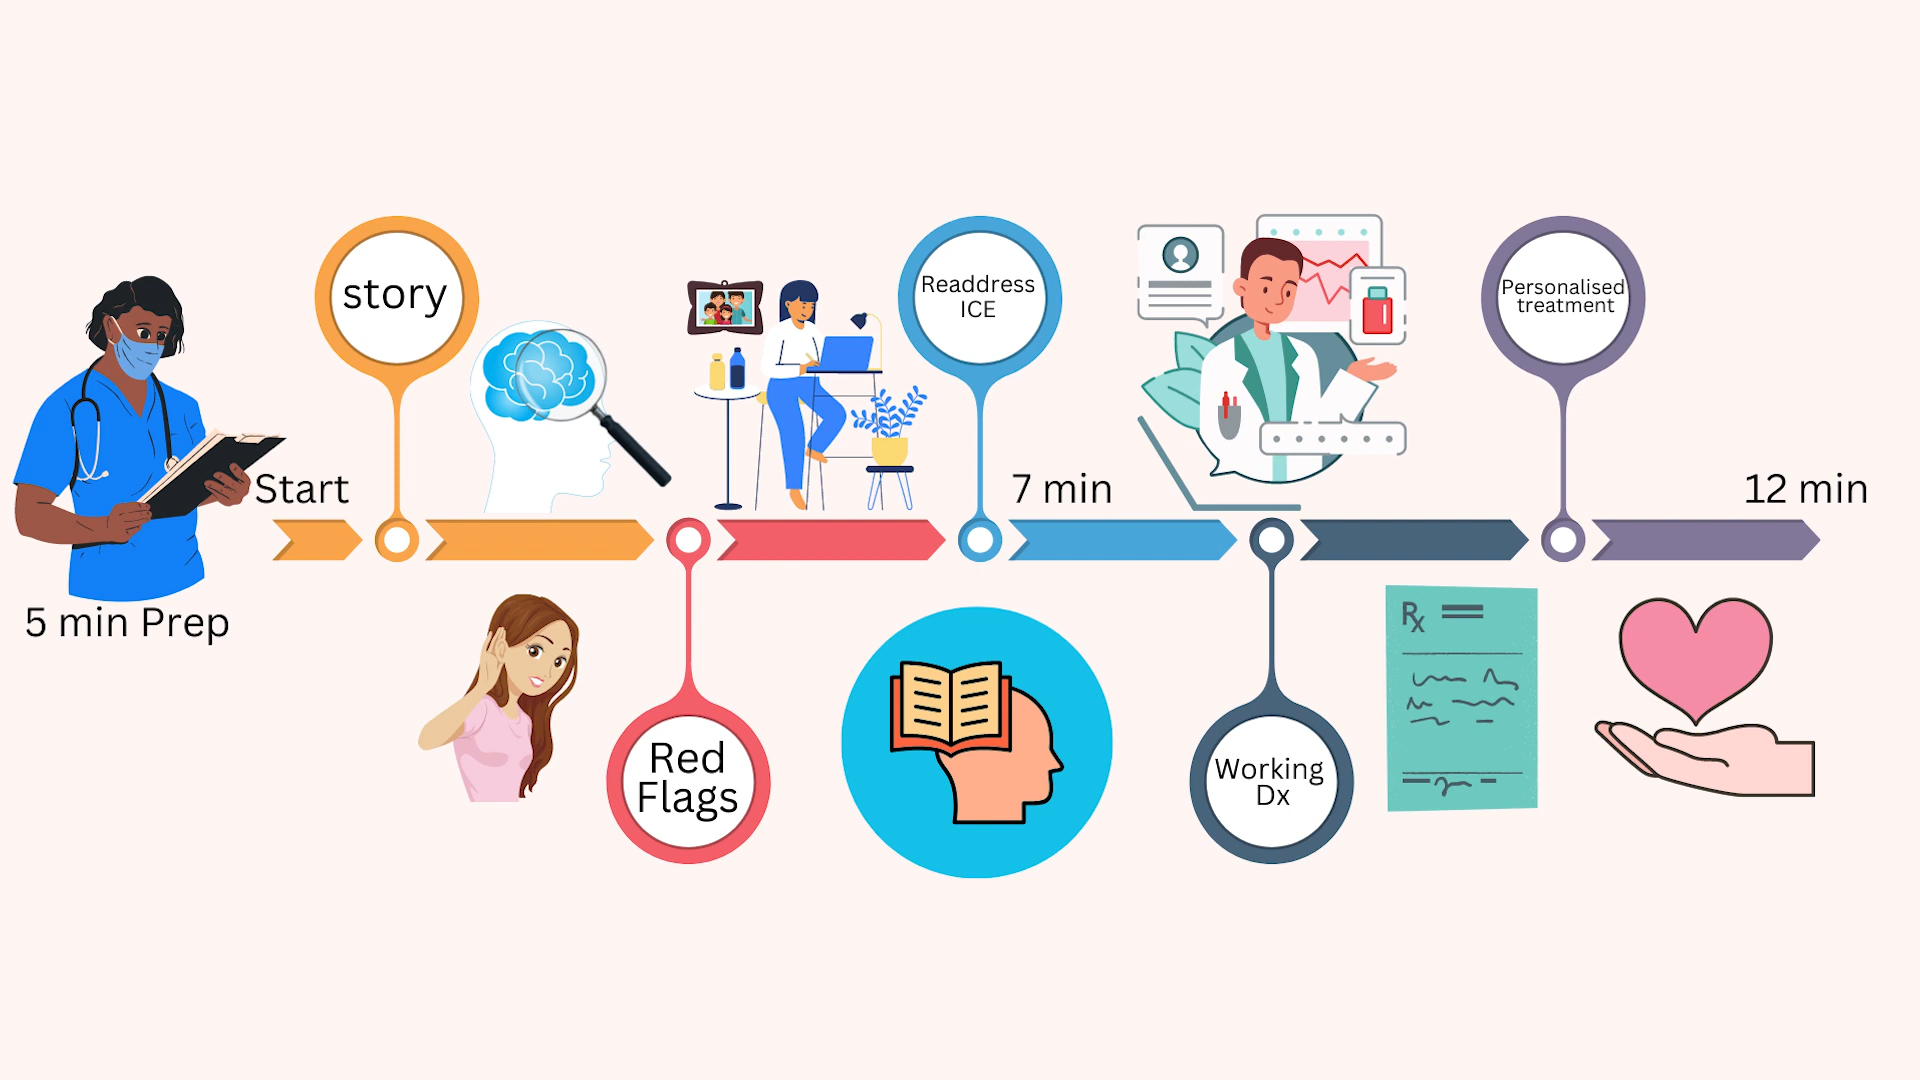 5 min Prep
Start
story
Red
Flags
Readdress
ICE
7 min
Working
Dx
Rx
Personalised
treatment
12 min